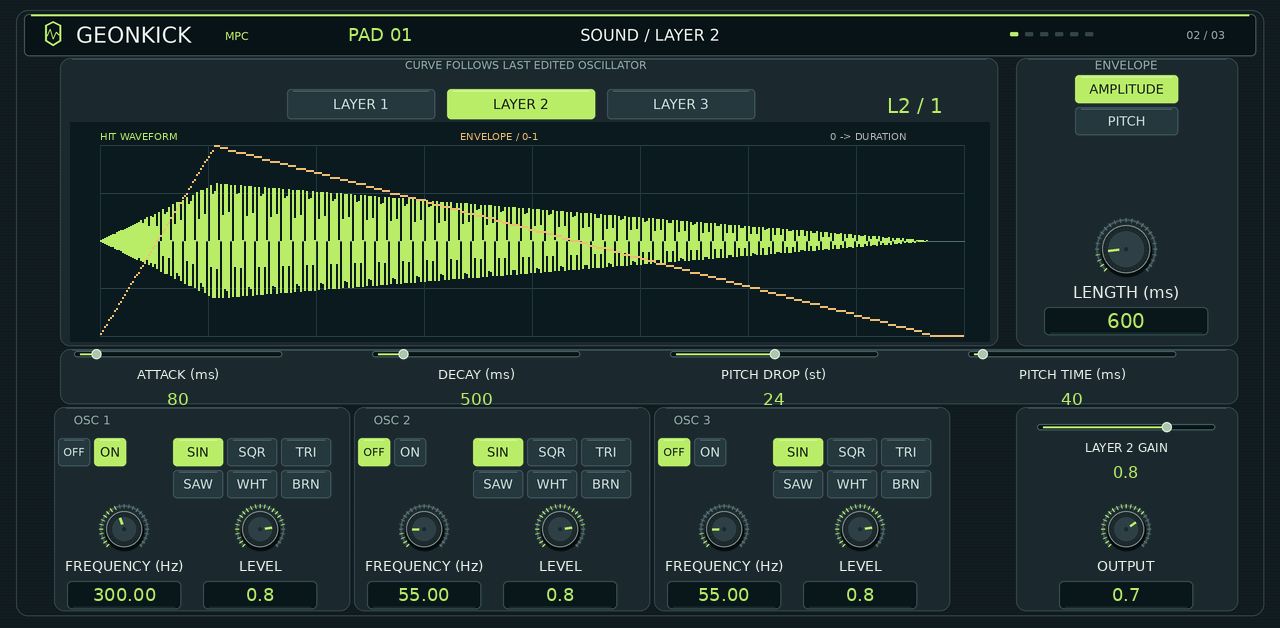 GEONKICK MPC PAD 01 SOUND / LAYER 2 02 / 03
CURVE FOLLOWS LAST EDITED OSCILLATOR
LAYER 1 LAYER 2 LAYER 3 L2 / 1
HIT WAVEFORM ENVELOPE / 0-1 0 -> DURATION
ENVELOPE
AMPLITUDE
PITCH
LENGTH (ms)
600
ATTACK (ms) DECAY (ms) PITCH DROP (st) PITCH TIME (ms)
80 500 24 40
OSC 1
OFF ON SIN SQR TRI
SAW WHT BRN
FREQUENCY (Hz) LEVEL
300.00 0.8
OSC 2
OFF ON SIN SQR TRI
SAW WHT BRN
FREQUENCY (Hz) LEVEL
55.00 0.8
OSC 3
OFF ON SIN SQR TRI
SAW WHT BRN
FREQUENCY (Hz) LEVEL
55.00 0.8
LAYER 2 GAIN
0.8
OUTPUT
0.7